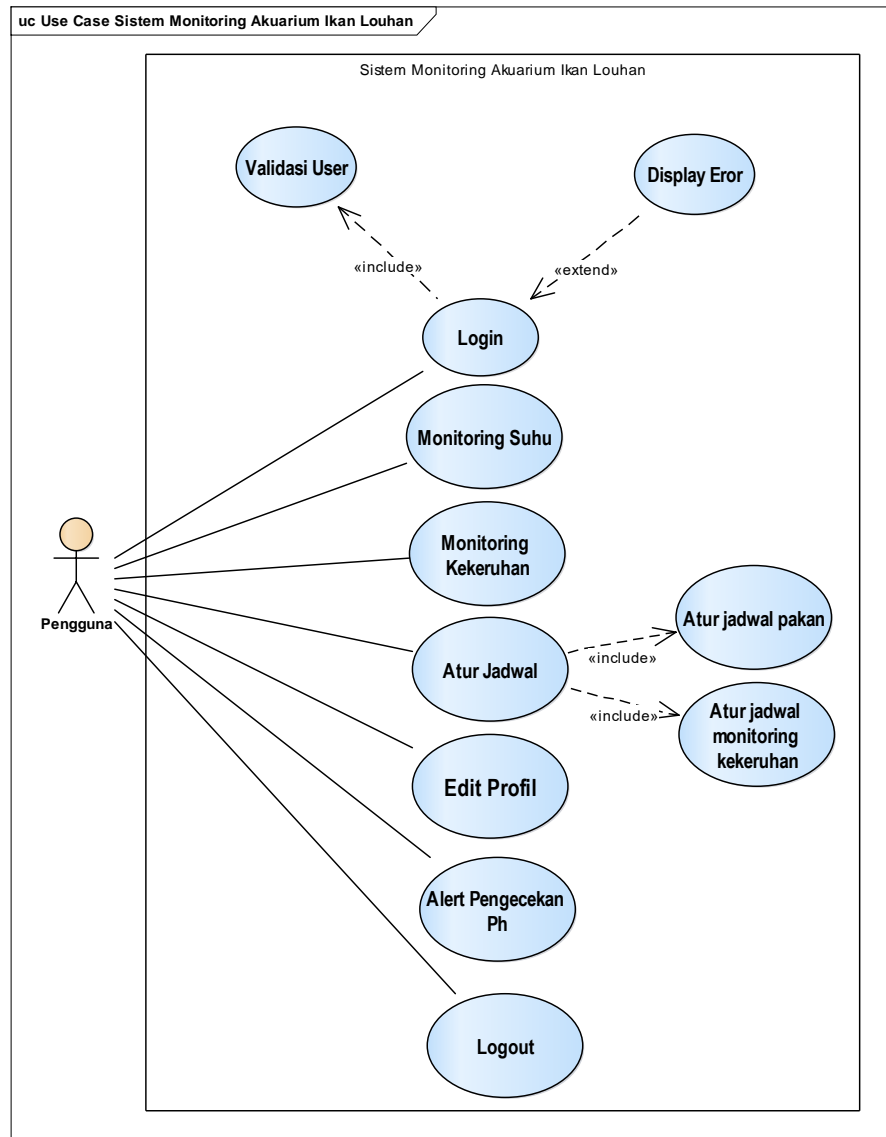 uc Use Case Sistem Monitoring Akuarium Ikan Louhan
Sistem Monitoring Akuarium Ikan Louhan
Validasi User
Display Eror
«include»
«extend»
Login
Monitoring Suhu
Monitoring
Kekeruhan
Pengguna
Atur Jadwal
«include»
Atur jadwal pakan
«include»
Atur jadwal
monitoring
kekeruhan
Edit Profil
Alert Pengecekan
Ph
Logout